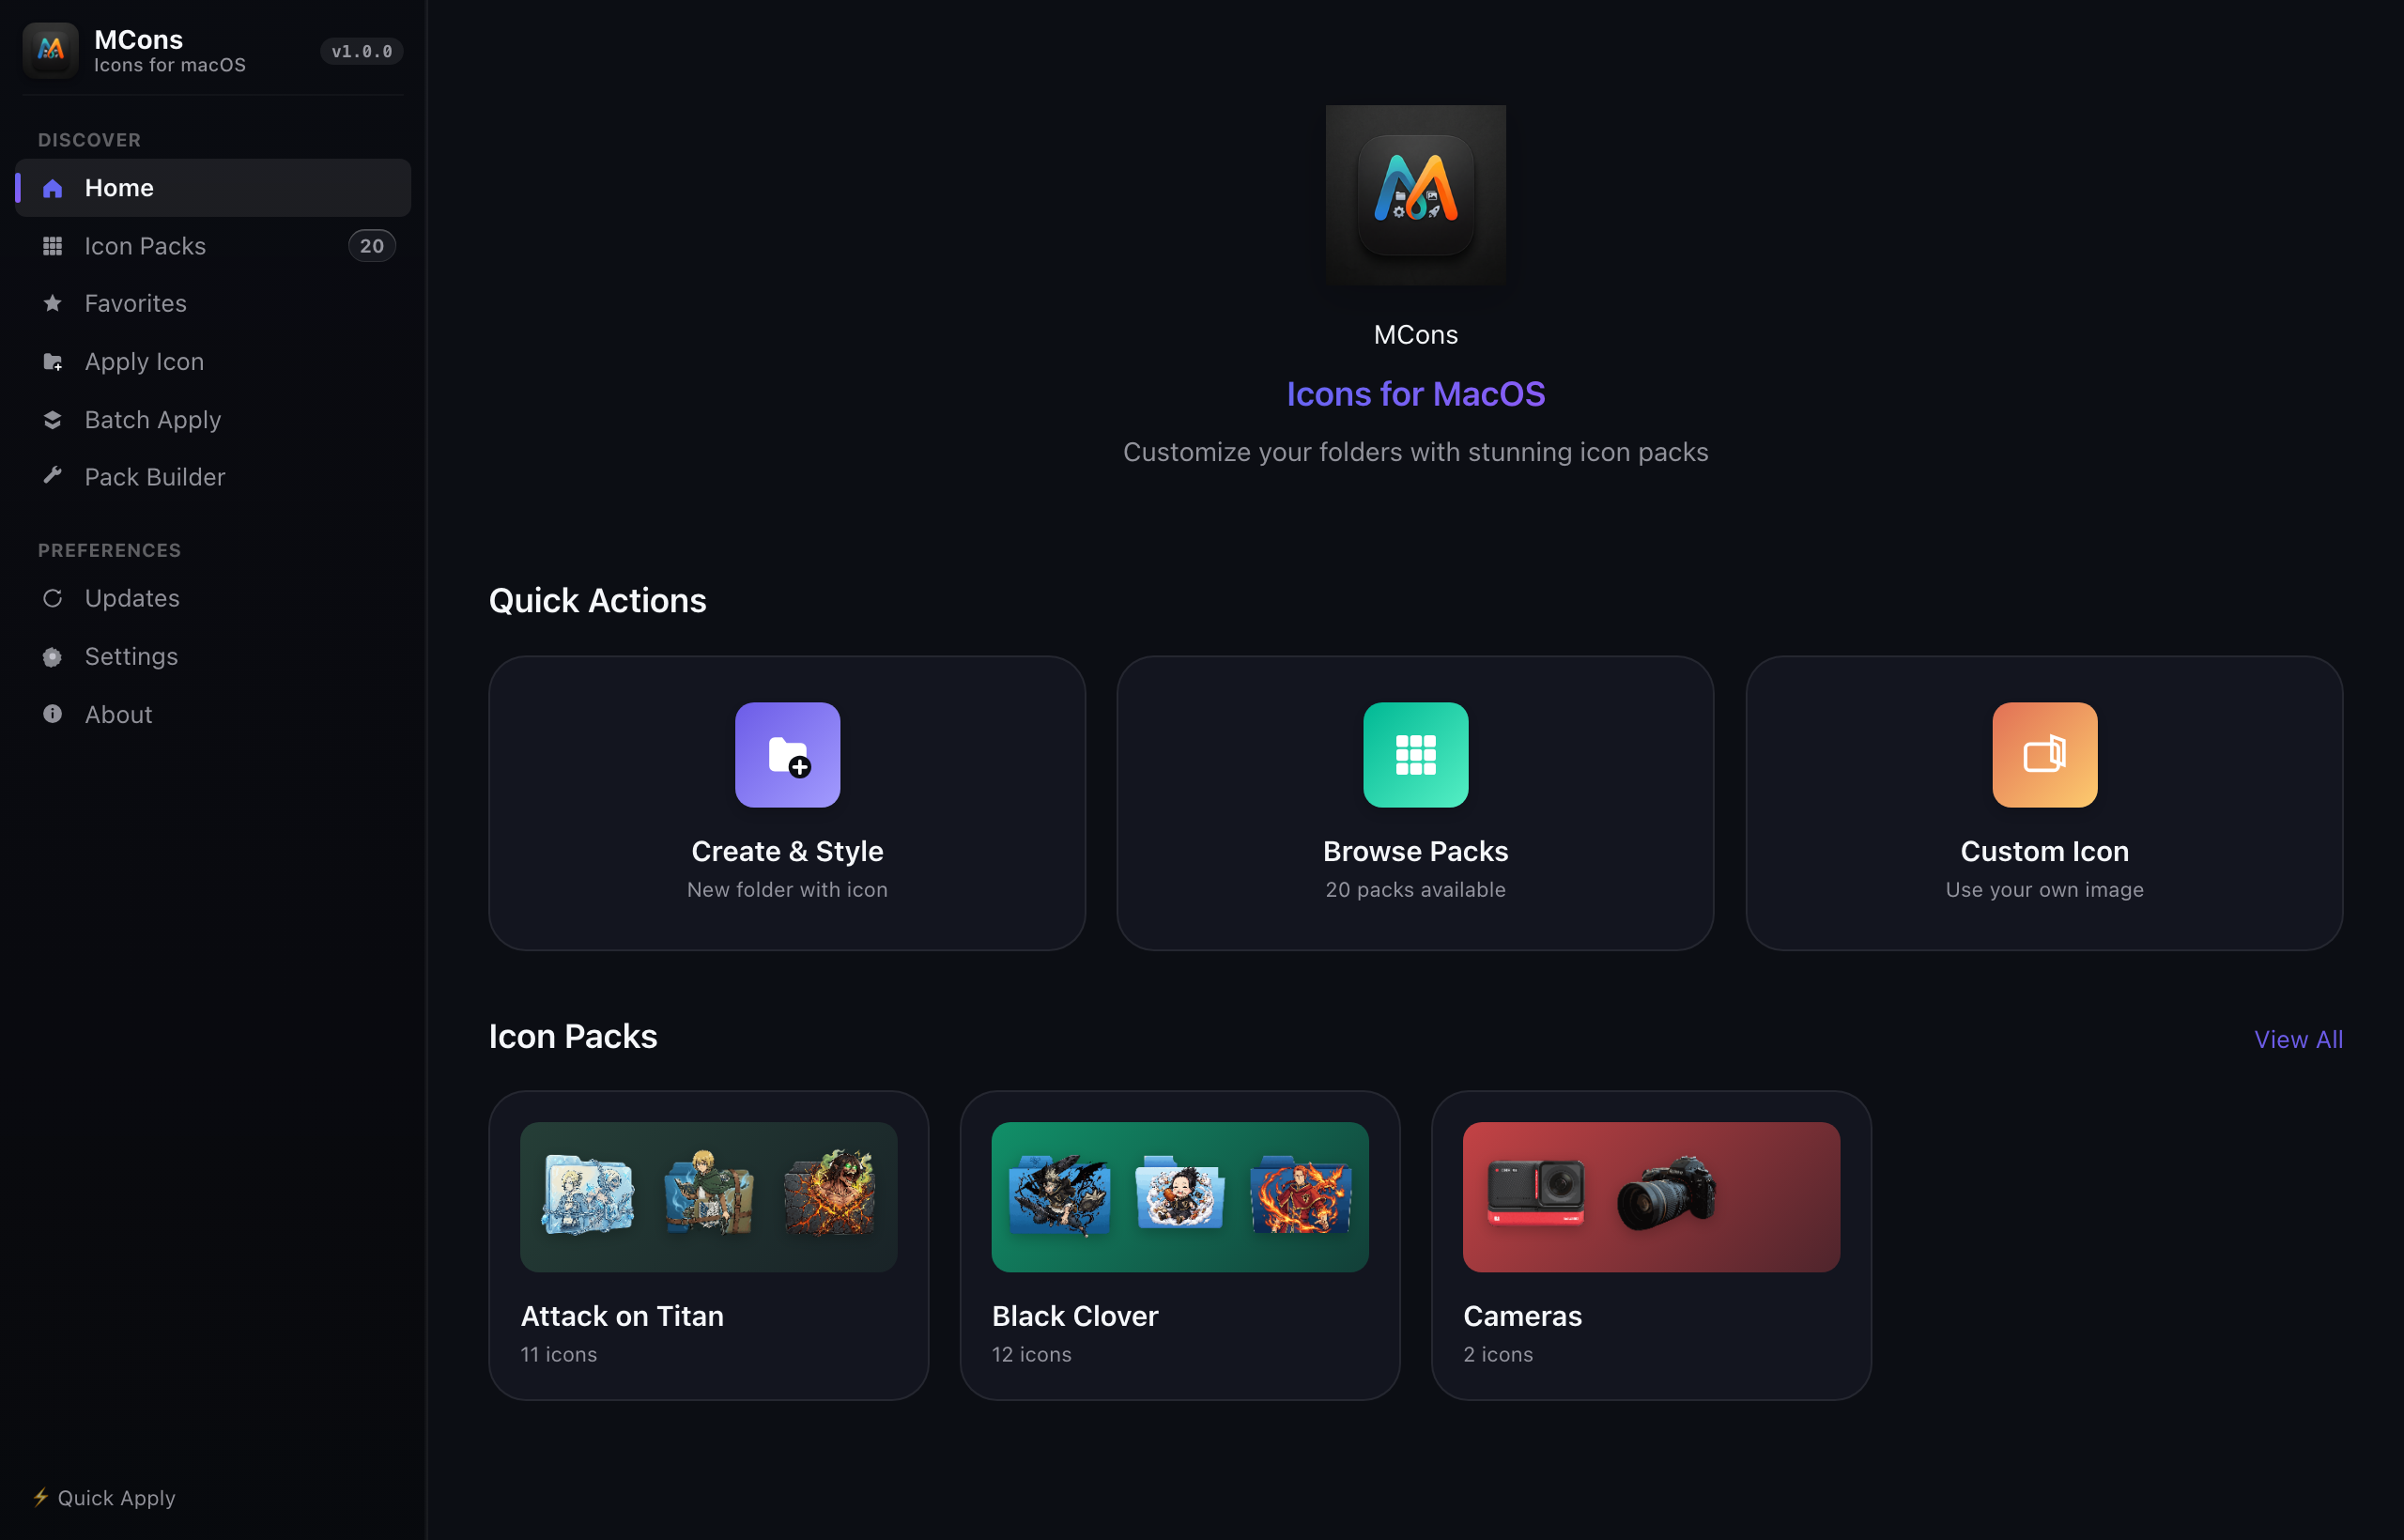 MCons
Icons for macOS
v1.0.0
DISCOVER
Home
Icon Packs
20
Favorites
Apply Icon
Batch Apply
Pack Builder
PREFERENCES
Updates
Settings
About
Quick Apply
MCons
Icons for MacOS
Customize your folders with stunning icon packs
Quick Actions
Create & Style
New folder with icon
Browse Packs
20 packs available
Custom Icon
Use your own image
Icon Packs
View All
Attack on Titan
11 icons
Black Clover
12 icons
Cameras
2 icons